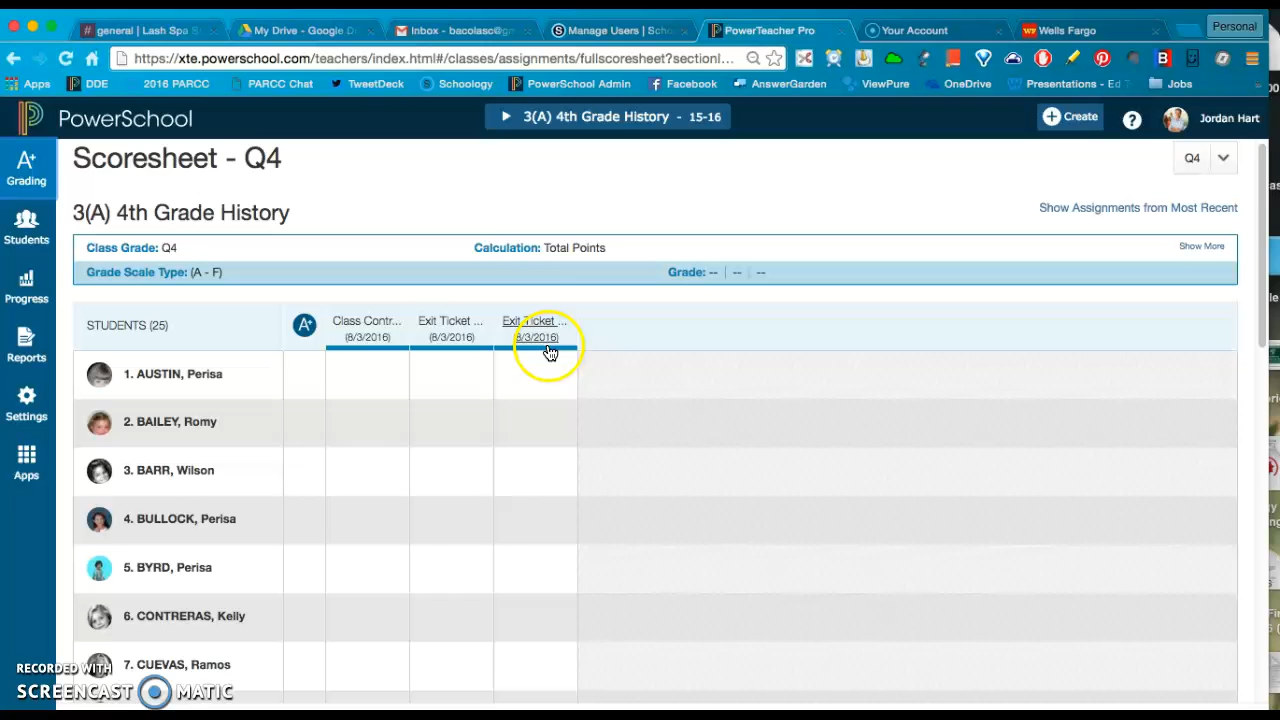 # general | Lash Spa S
My Drive - Google D
Inbox - bacolasc@g
S Manage Users | Scho
PowerTeacher Pro
Your Account
Wells Fargo
Personal
https://xte.powerschool.com/teachers/index.html#/classes/assignments/fullscoresheet?sectionI...
Apps
DDE
2016 PARCC
PARCC Chat
TweetDeck
Schoology
PowerSchool Admin
Facebook
AnswerGarden
ViewPure
OneDrive
Presentations - Ed T
Jobs
PowerSchool
3(A) 4th Grade History - 15-16
Create
?
Jordan Hart
A+
Grading
Students
Progress
Reports
Settings
Apps
Scoresheet - Q4
Q4
3(A) 4th Grade History
Show Assignments from Most Recent
Class Grade: Q4
Calculation: Total Points
Show More
Grade Scale Type: (A - F)
Grade: -- | -- | --
STUDENTS (25)
A+
Class Contr...
(8/3/2016)
Exit Ticket ...
(8/3/2016)
Exit Ticket ...
(8/3/2016)
1. AUSTIN, Perisa
2. BAILEY, Romy
3. BARR, Wilson
4. BULLOCK, Perisa
5. BYRD, Perisa
6. CONTRERAS, Kelly
7. CUEVAS, Ramos
RECORDED WITH
SCREENCAST MATIC